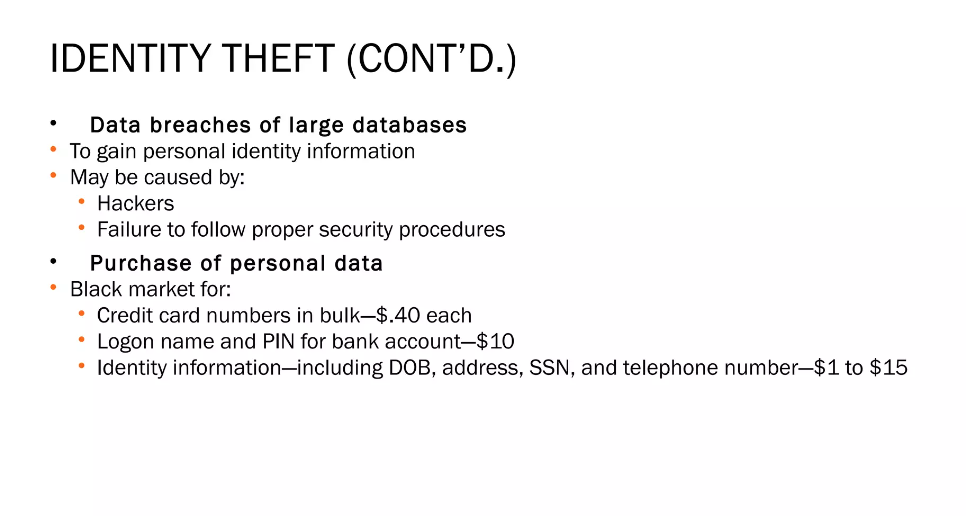 IDENTITY THEFT (CONT’D.)
• Data breaches of large databases
• To gain personal identity information
• May be caused by:
• Hackers
• Failure to follow proper security procedures
• Purchase of personal data
• Black market for:
• Credit card numbers in bulk—$.40 each
• Logon name and PIN for bank account—$10
• Identity information—including DOB, address, SSN, and telephone number—$1 to $15